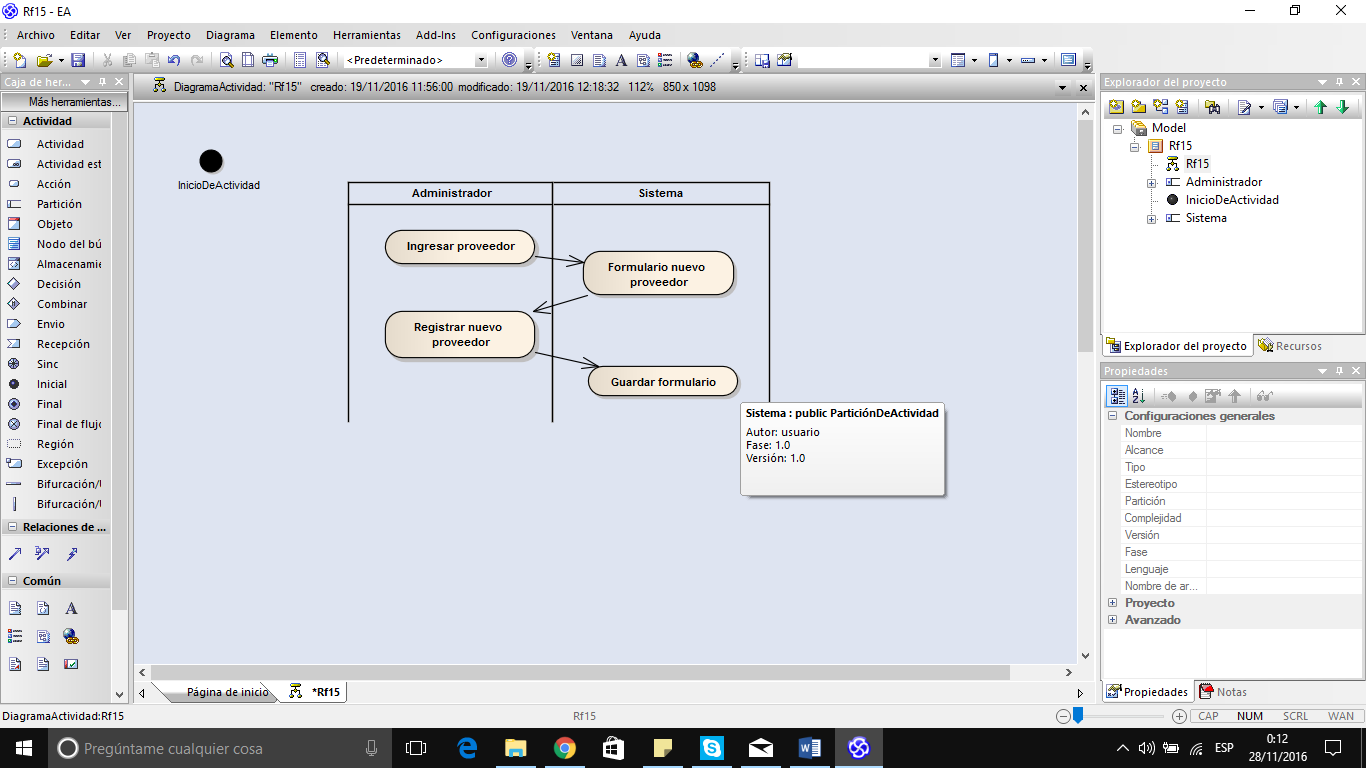 Rf15 - EA
Archivo Editar Ver Proyecto Diagrama Elemento Herramientas Add-Ins Configuraciones Ventana Ayuda
<Predeterminado>
Caja de her...
Más herramientas...
Actividad
Actividad
Actividad est
Acción
Partición
Objeto
Nodo del bú
Almacenamie
Decisión
Combinar
Envio
Recepción
Sinc
Inicial
Final
Final de flujo
Región
Excepción
Bifurcación/U
Bifurcación/U
Relaciones de ...
Común
DiagramaActividad: "Rf15" creado: 19/11/2016 11:56:00 modificado: 19/11/2016 12:18:32 112% 850 x 1098
InicioDeActividad
Administrador
Sistema
Ingresar proveedor
Formulario nuevo
proveedor
Registrar nuevo
proveedor
Guardar formulario
Sistema : public ParticiónDeActividad
Autor: usuario
Fase: 1.0
Versión: 1.0
Página de inicio
*Rf15
Explorador del proyecto
Model
Rf15
Rf15
Administrador
InicioDeActividad
Sistema
Explorador del proyecto
Recursos
Propiedades
Configuraciones generales
Nombre
Alcance
Tipo
Estereotipo
Partición
Complejidad
Versión
Fase
Lenguaje
Nombre de ar...
Proyecto
Avanzado
Propiedades
Notas
DiagramaActividad:Rf15
Rf15
CAP NUM SCRL WAN
Pregúntame cualquier cosa
ESP
0:12
28/11/2016